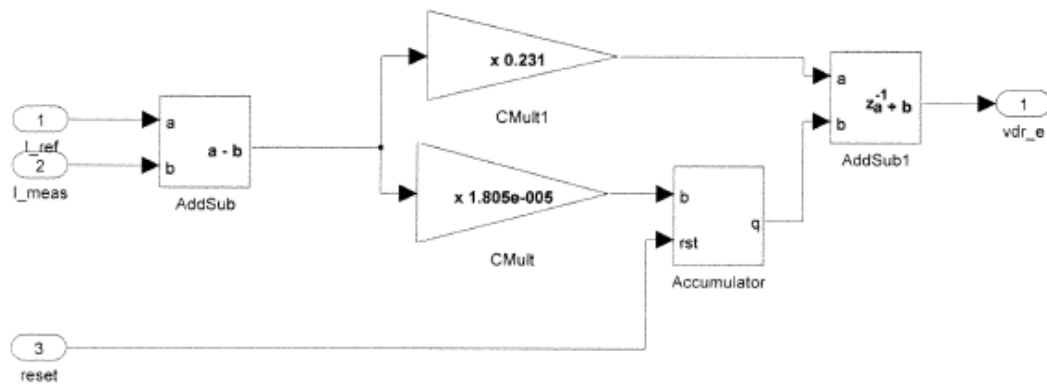 1
I_ref
2
I_meas
a
b
a - b
AddSub
x 0.231
CMult1
x 1.805e-005
CMult
b
rst
q
Accumulator
a
b
z-1
a + b
AddSub1
1
vdr_e
3
reset